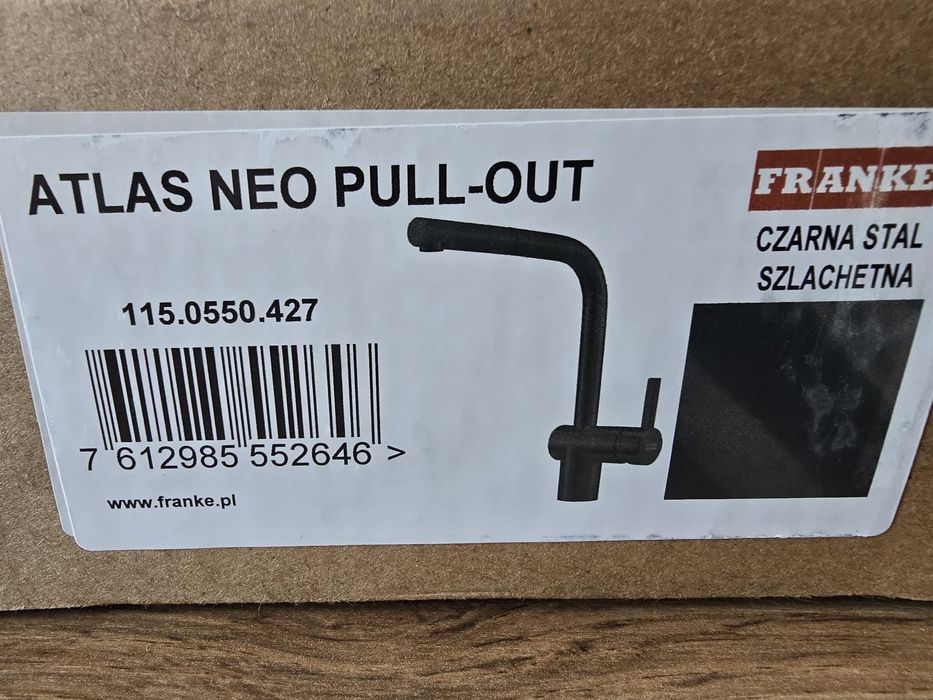 ATLAS NEO PULL-OUT
FRANKE
CZARNA STAL
SZLACHETNA
115.0550.427
7 612985 552646 >
www.franke.pl